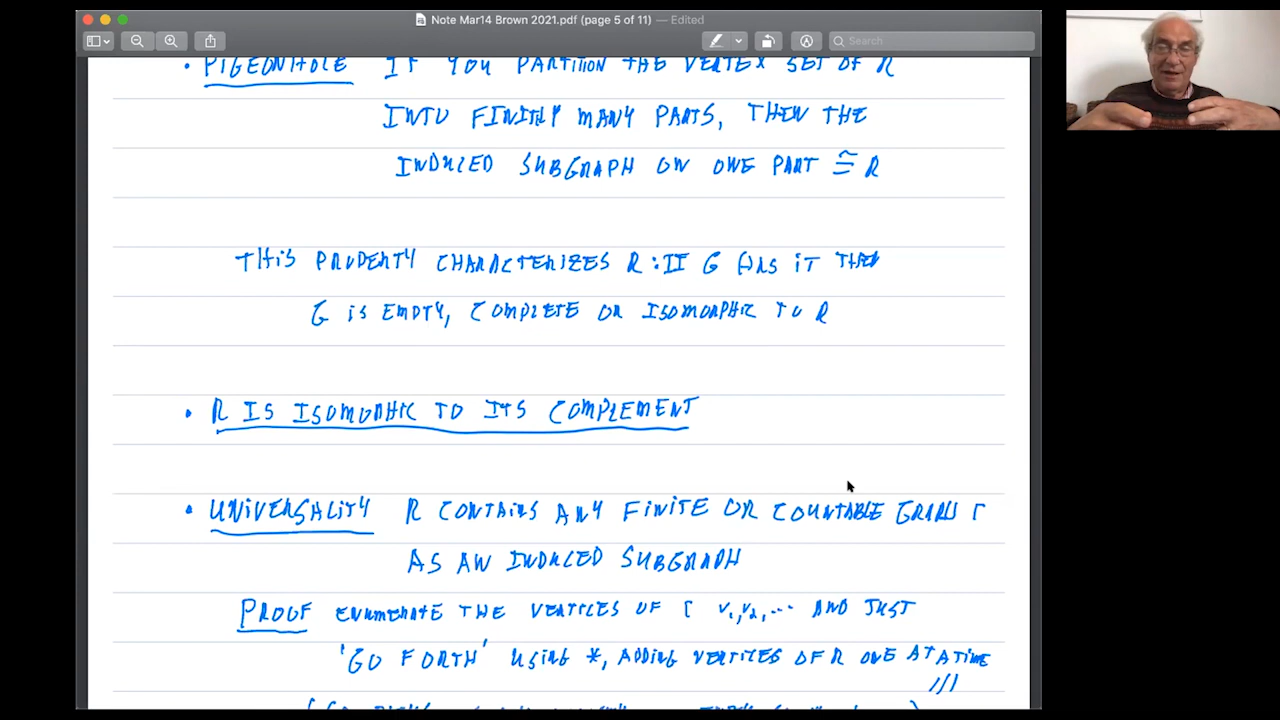 Note Mar14 Brown 2021.pdf (page 5 of 11) — Edited
Search
• PIGEONHOLE IF YOU PARTITION THE VERTEX SET OF R
INTO FINITELY MANY PARTS, THEN THE
INDUCED SUBGRAPH ON ONE PART ≅ R
THIS PROPERTY CHARACTERIZES R: IF G HAS IT THEN
G IS EMPTY, COMPLETE OR ISOMORPHIC TO R
• R IS ISOMORPHIC TO ITS COMPLEMENT
• UNIVERSALITY R CONTAINS ANY FINITE OR COUNTABLE GRAPH Γ
AS AN INDUCED SUBGRAPH
PROOF ENUMERATE THE VERTICES OF Γ v₁, v₂, ... AND JUST
'GO FORTH' USING *, ADDING VERTICES OF R ONE AT A TIME
///